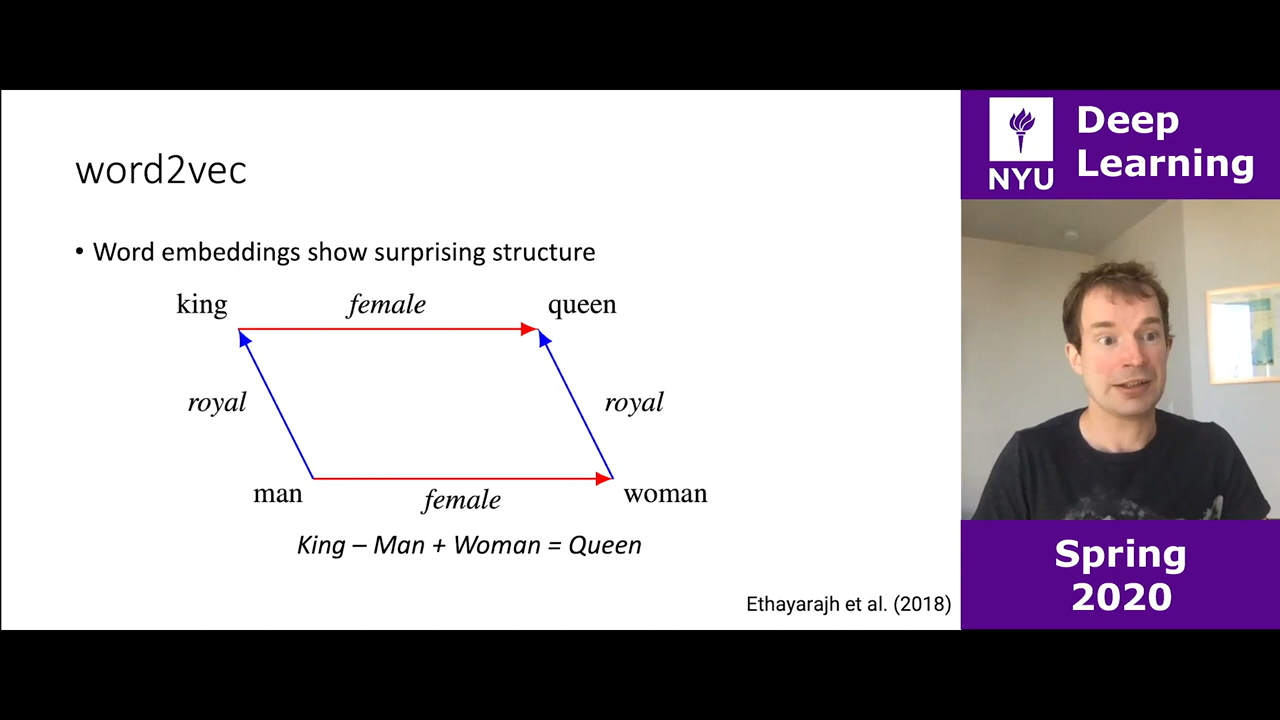 word2vec
• Word embeddings show surprising structure
king female queen
royal royal
man woman
female
King – Man + Woman = Queen
Ethayarajh et al. (2018)
NYU
Deep
Learning
Spring
2020